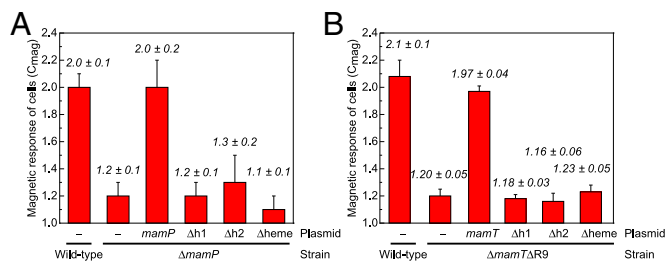 A
Magnetic response of cells (Cmag)
2.4
2.2
2.0
1.8
1.6
1.4
1.2
1.0
2.0 ± 0.1
1.2 ± 0.1
2.0 ± 0.2
1.2 ± 0.1
1.3 ± 0.2
1.1 ± 0.1
– – mamP Δh1 Δh2 Δheme Plasmid
Wild-type ΔmamP Strain
B
Magnetic response of cells (Cmag)
2.4
2.2
2.0
1.8
1.6
1.4
1.2
1.0
2.1 ± 0.1
1.20 ± 0.05
1.97 ± 0.04
1.18 ± 0.03
1.16 ± 0.06
1.23 ± 0.05
– – mamT Δh1 Δh2 Δheme Plasmid
Wild-type ΔmamTΔR9 Strain